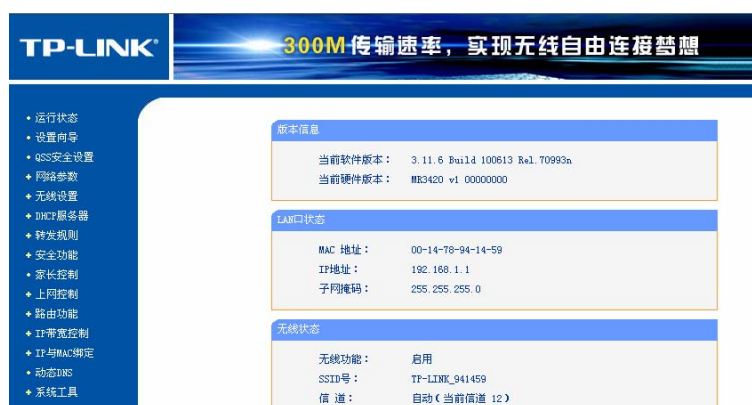 TP-LINK®
300M传输速率，实现无线自由连接梦想
• 运行状态
• 设置向导
• QSS安全设置
+ 网络参数
+ 无线设置
+ DHCP服务器
+ 转发规则
+ 安全功能
• 家长控制
+ 上网控制
+ 路由功能
+ IP带宽控制
+ IP与MAC绑定
• 动态DNS
+ 系统工具
版本信息
当前软件版本： 3.11.6 Build 100613 Rel.70993n
当前硬件版本： MR3420 v1 00000000
LAN口状态
MAC 地址： 00-14-78-94-14-59
IP地址： 192.168.1.1
子网掩码： 255.255.255.0
无线状态
无线功能： 启用
SSID号： TP-LINK_941459
信 道： 自动（当前信道 12）